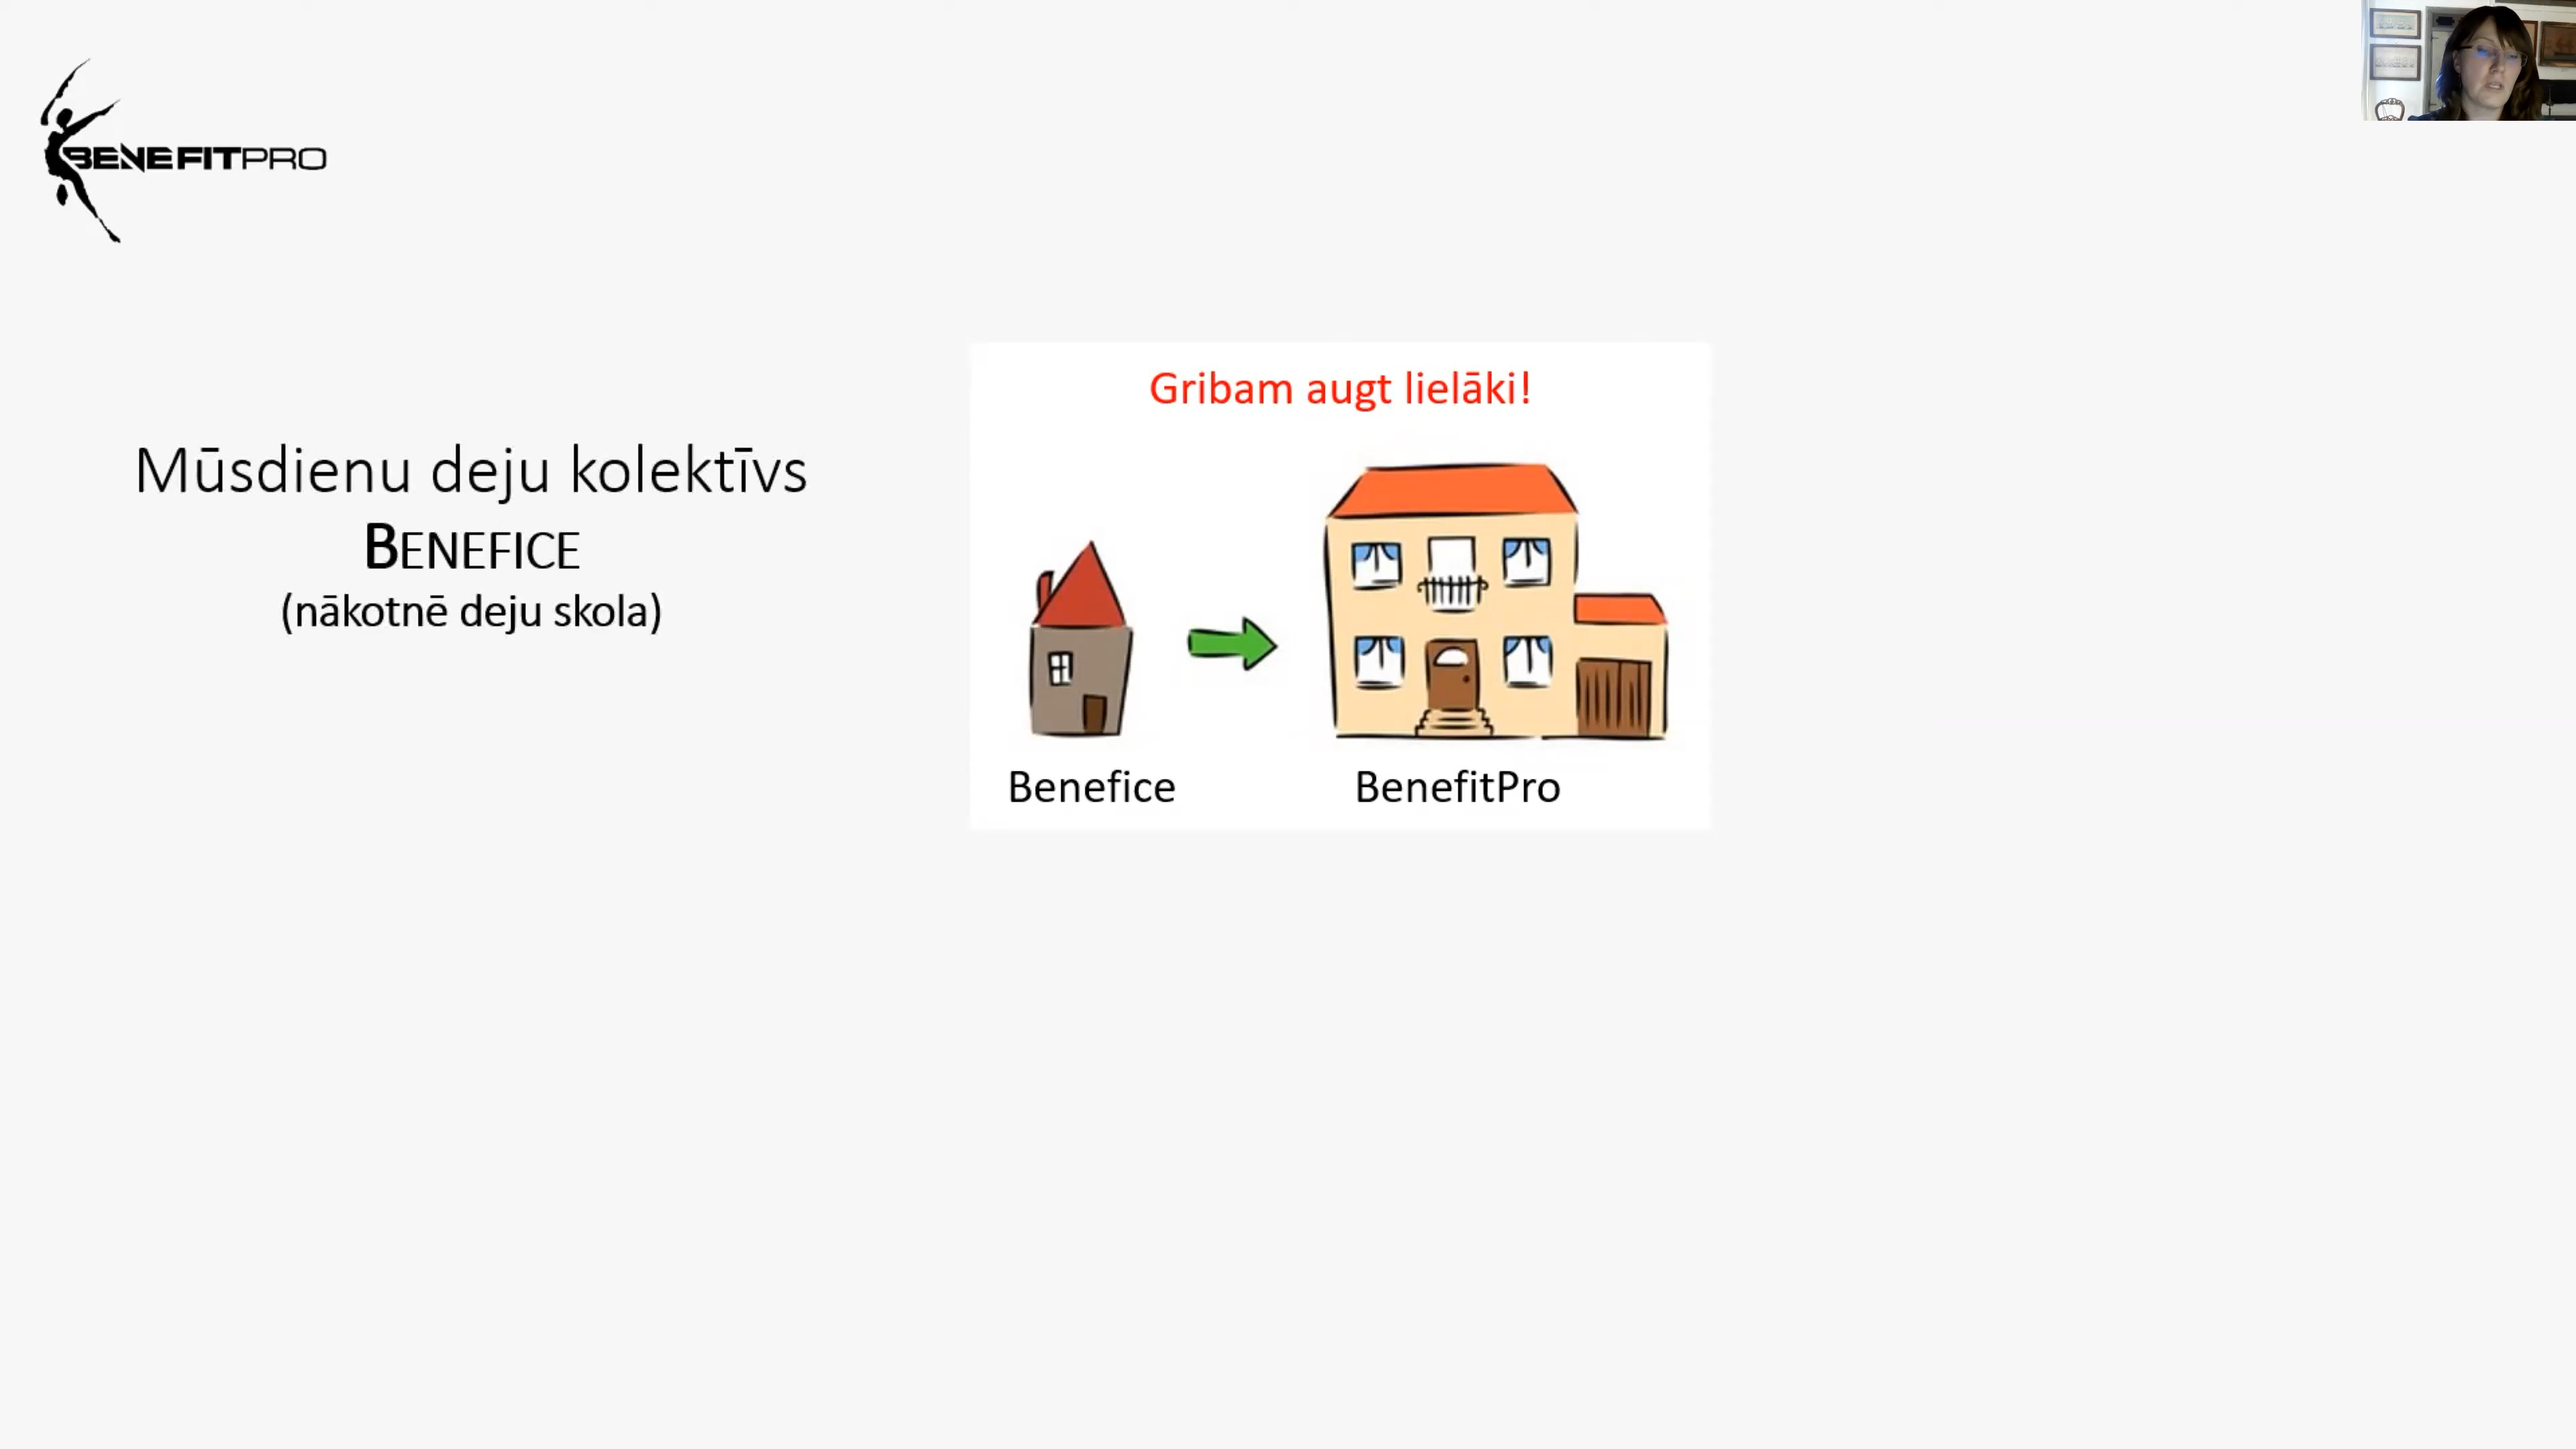 BENEFITPRO
Mūsdienu deju kolektīvs
BENEFICE
(nākotnē deju skola)
Gribam augt lielāki!
Benefice
BenefitPro